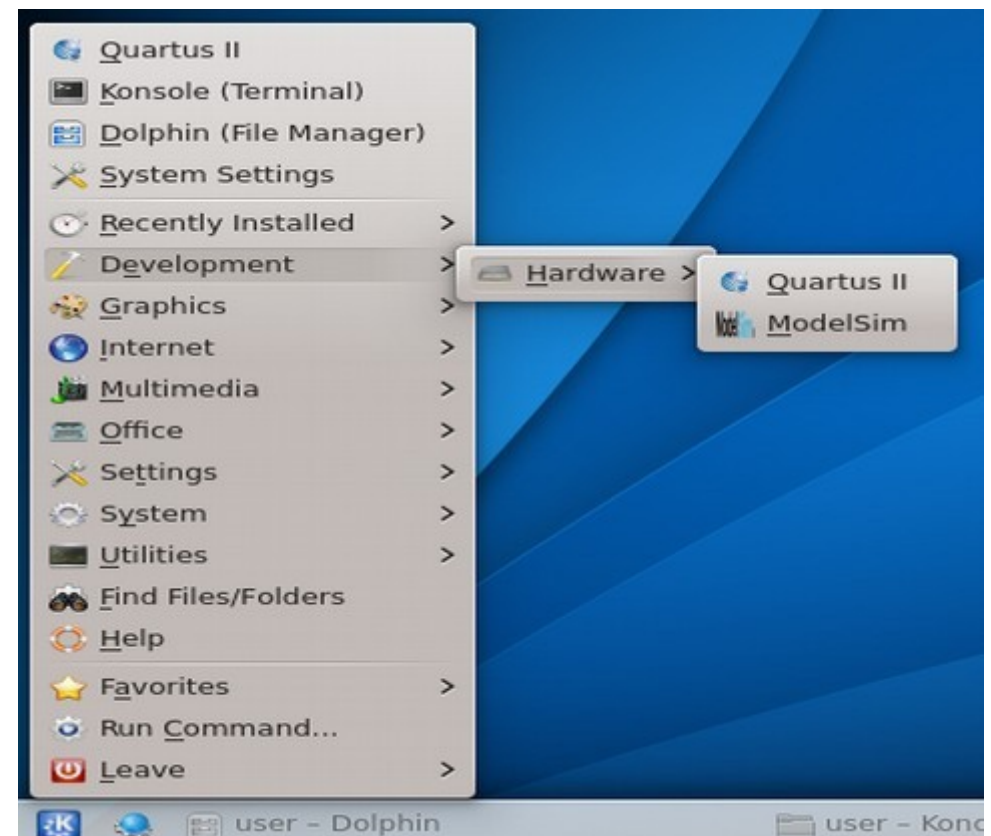 Quartus II
Konsole (Terminal)
Dolphin (File Manager)
System Settings
Recently Installed >
Development >
Hardware >
Quartus II
ModelSim
Graphics >
Internet >
Multimedia >
Office >
Settings >
System >
Utilities >
Find Files/Folders
Help
Favorites >
Run Command...
Leave >
user – Dolphin
user –